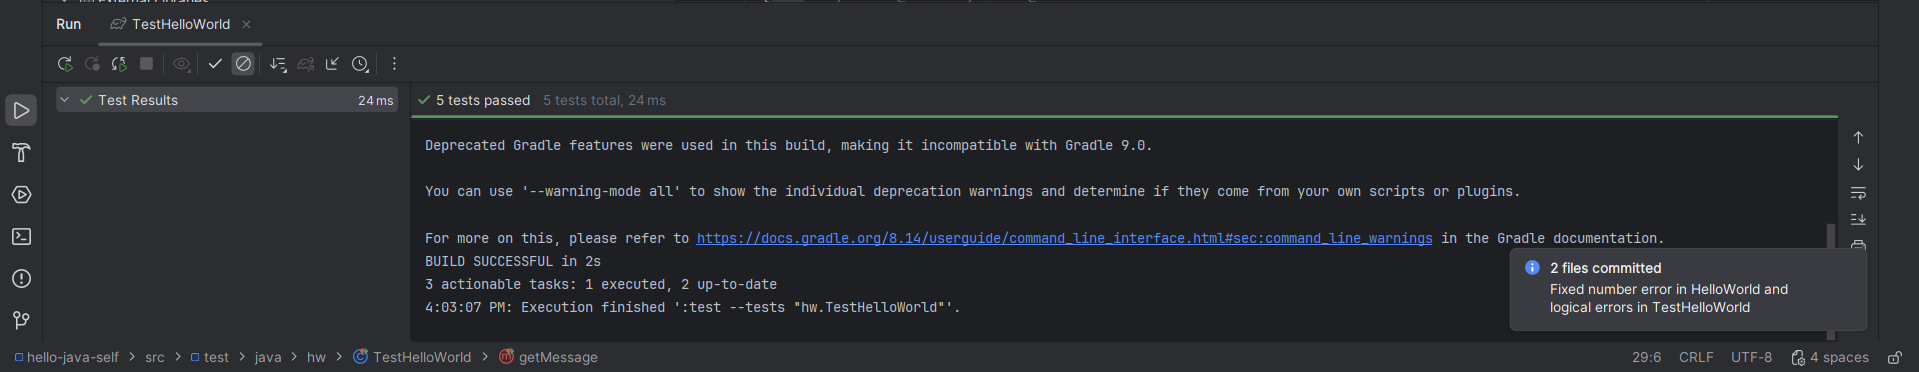 Run TestHelloWorld
Test Results 24 ms
5 tests passed 5 tests total, 24 ms
Deprecated Gradle features were used in this build, making it incompatible with Gradle 9.0.
You can use '--warning-mode all' to show the individual deprecation warnings and determine if they come from your own scripts or plugins.
For more on this, please refer to https://docs.gradle.org/8.14/userguide/command_line_interface.html#sec:command_line_warnings in the Gradle documentation.
BUILD SUCCESSFUL in 2s
3 actionable tasks: 1 executed, 2 up-to-date
4:03:07 PM: Execution finished ':test --tests "hw.TestHelloWorld"'.
2 files committed
Fixed number error in HelloWorld and
logical errors in TestHelloWorld
hello-java-self > src > test > java > hw > TestHelloWorld > getMessage 29:6 CRLF UTF-8 4 spaces